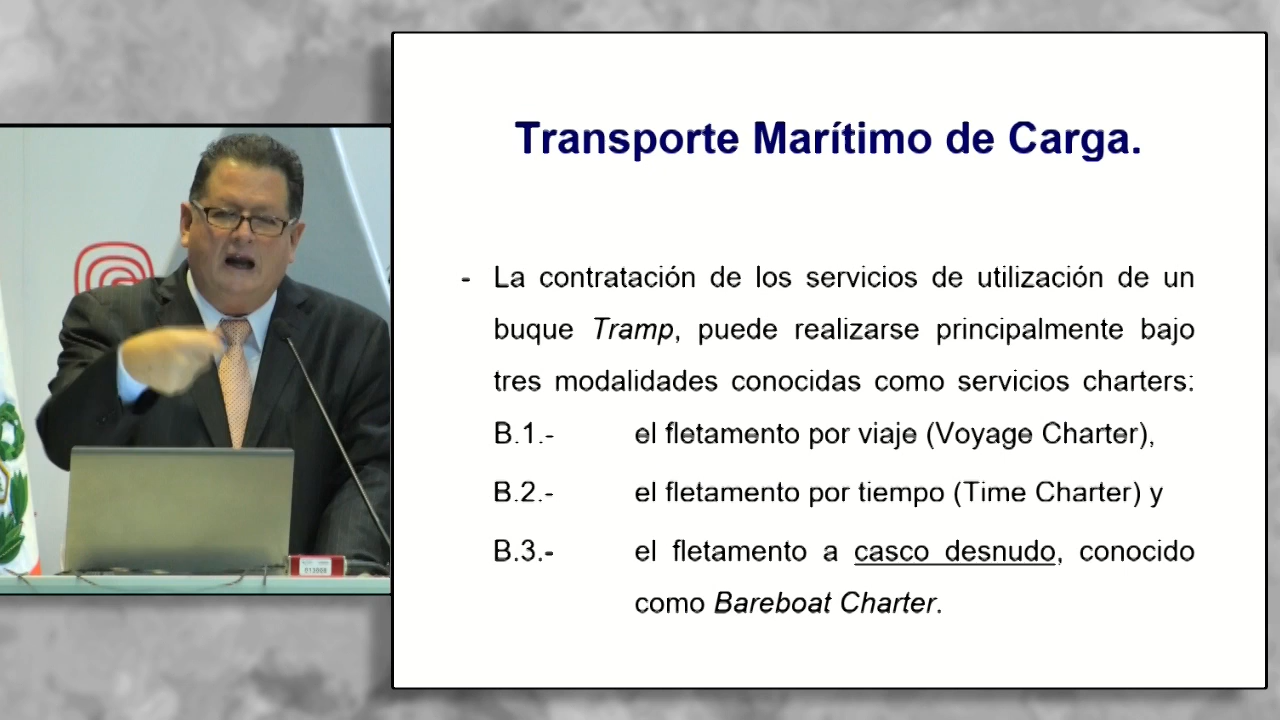 Transporte Marítimo de Carga.
- La contratación de los servicios de utilización de un
buque Tramp, puede realizarse principalmente bajo
tres modalidades conocidas como servicios charters:
B.1.- el fletamento por viaje (Voyage Charter),
B.2.- el fletamento por tiempo (Time Charter) y
B.3.- el fletamento a casco desnudo, conocido
como Bareboat Charter.